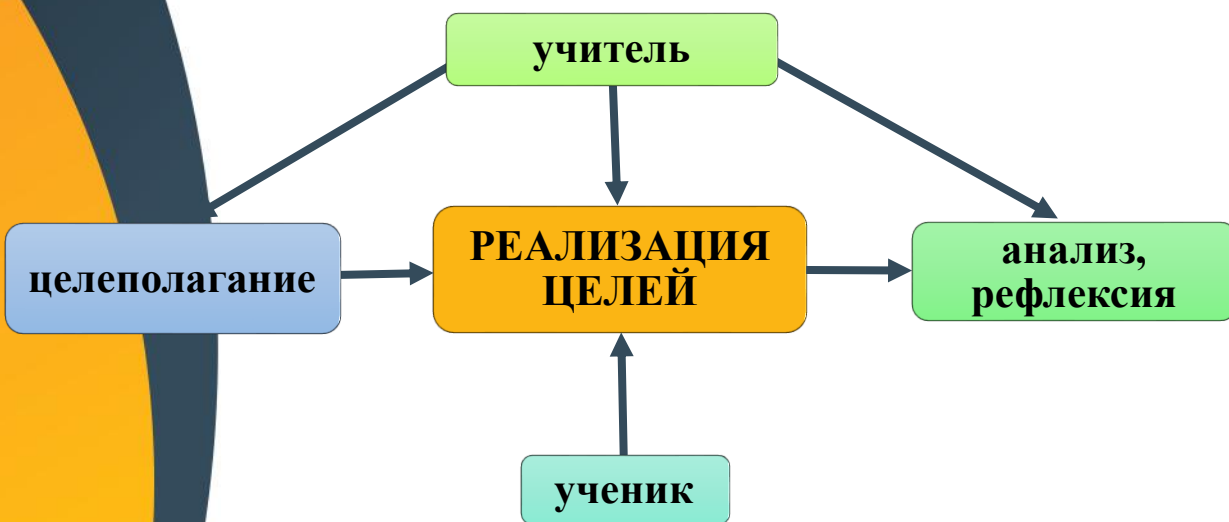 учитель
целеполагание
РЕАЛИЗАЦИЯ
ЦЕЛЕЙ
анализ,
рефлексия
ученик